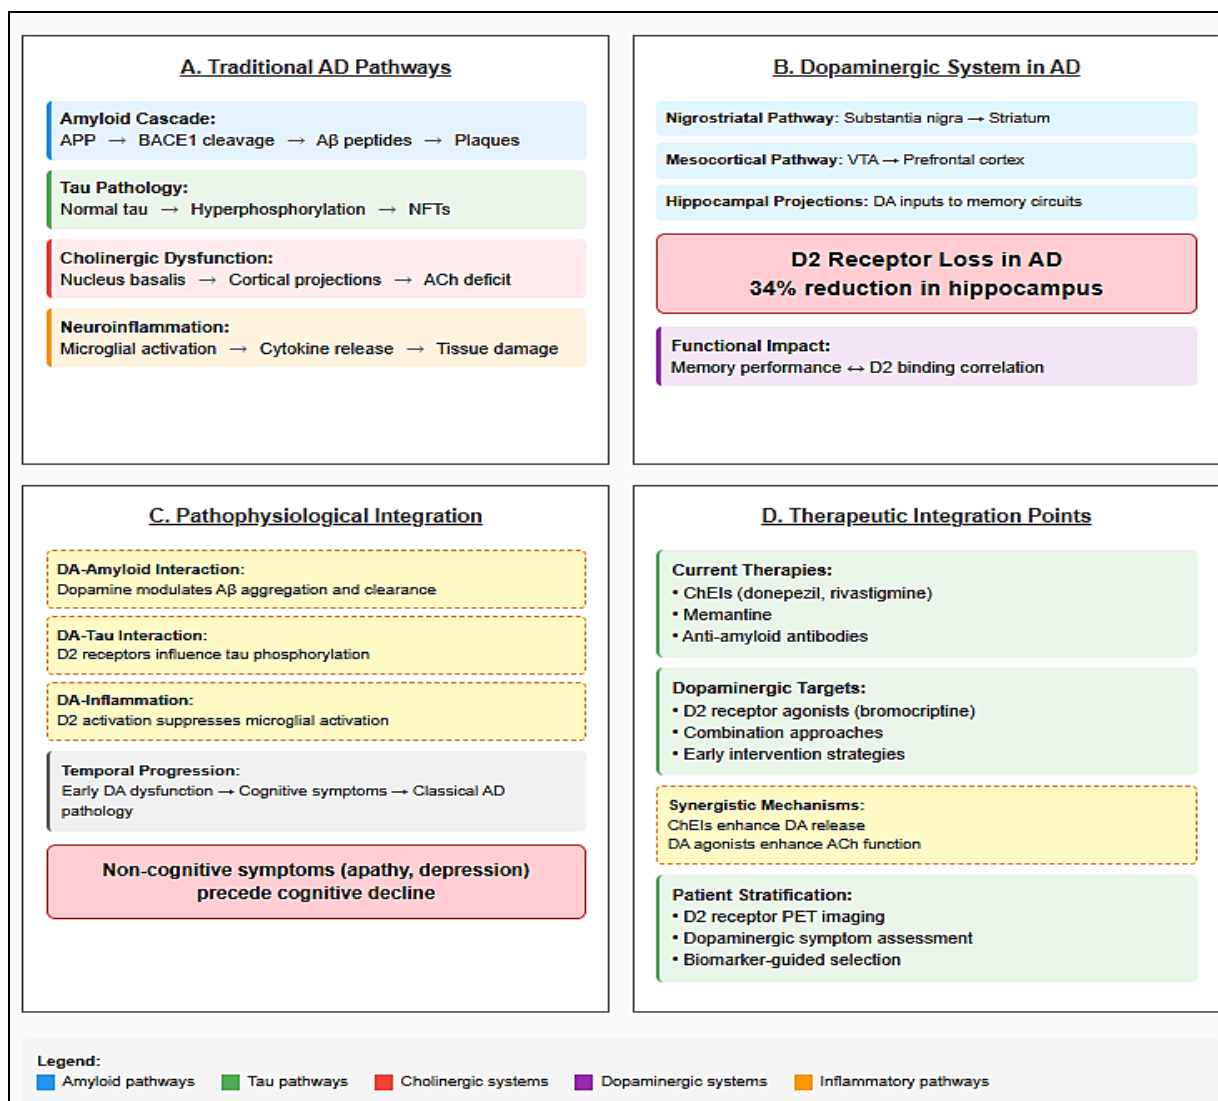 A. Traditional AD Pathways
Amyloid Cascade:
APP → BACE1 cleavage → Aβ peptides → Plaques
Tau Pathology:
Normal tau → Hyperphosphorylation → NFTs
Cholinergic Dysfunction:
Nucleus basalis → Cortical projections → ACh deficit
Neuroinflammation:
Microglial activation → Cytokine release → Tissue damage
B. Dopaminergic System in AD
Nigrostriatal Pathway: Substantia nigra → Striatum
Mesocortical Pathway: VTA → Prefrontal cortex
Hippocampal Projections: DA inputs to memory circuits
D2 Receptor Loss in AD
34% reduction in hippocampus
Functional Impact:
Memory performance ↔ D2 binding correlation
C. Pathophysiological Integration
DA-Amyloid Interaction:
Dopamine modulates Aβ aggregation and clearance
DA-Tau Interaction:
D2 receptors influence tau phosphorylation
DA-Inflammation:
D2 activation suppresses microglial activation
Temporal Progression:
Early DA dysfunction → Cognitive symptoms → Classical AD
pathology
Non-cognitive symptoms (apathy, depression)
precede cognitive decline
D. Therapeutic Integration Points
Current Therapies:
• ChEIs (donepezil, rivastigmine)
• Memantine
• Anti-amyloid antibodies
Dopaminergic Targets:
• D2 receptor agonists (bromocriptine)
• Combination approaches
• Early intervention strategies
Synergistic Mechanisms:
ChEIs enhance DA release
DA agonists enhance ACh function
Patient Stratification:
• D2 receptor PET imaging
• Dopaminergic symptom assessment
• Biomarker-guided selection
Legend:
Amyloid pathways Tau pathways Cholinergic systems Dopaminergic systems Inflammatory pathways